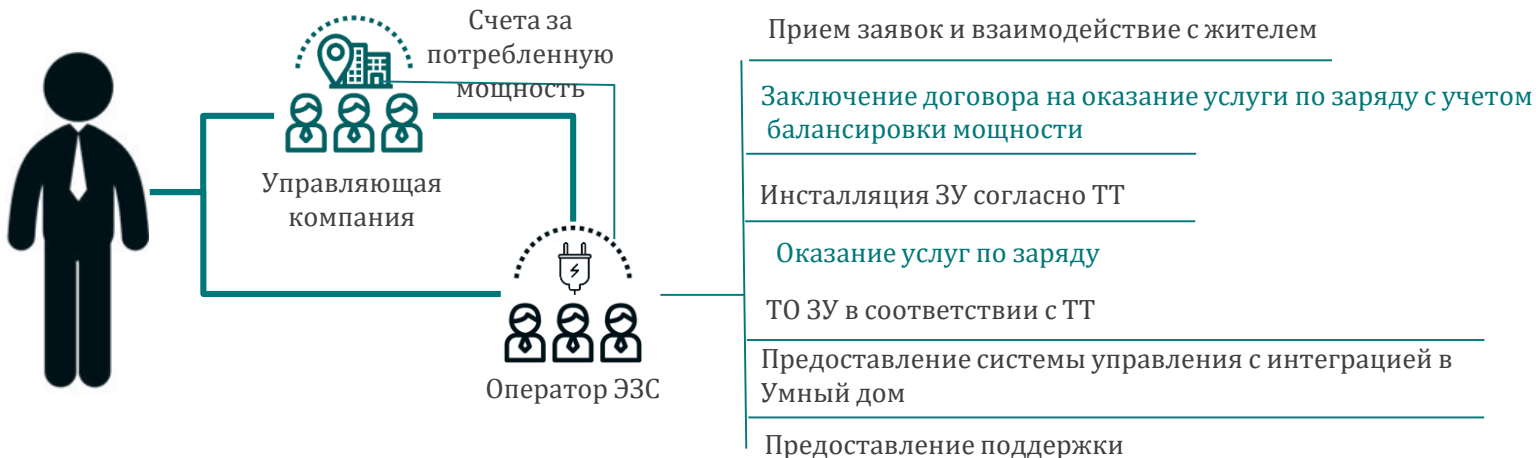 Счета за
потребленную
мощность
Управляющая
компания
Оператор ЭЗС
Прием заявок и взаимодействие с жителем
Заключение договора на оказание услуги по заряду с учетом
балансировки мощности
Инсталляция ЗУ согласно ТТ
Оказание услуг по заряду
ТО ЗУ в соответствии с ТТ
Предоставление системы управления с интеграцией в
Умный дом
Предоставление поддержки